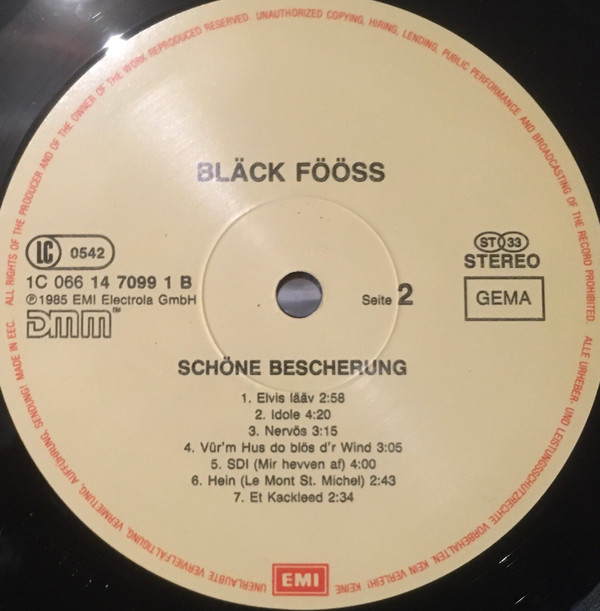 BLÄCK FÖÖSS
LC 0542
1C 066 14 7099 1 B
℗1985 EMI Electrola GmbH
DMM™
ST 33
STEREO
GEMA
Seite 2
SCHÖNE BESCHERUNG
1. Elvis lääv 2:58
2. Idole 4:20
3. Nervös 3:15
4. Vür'm Hus do blös d'r Wind 3:05
5. SDI (Mir hevven af) 4:00
6. Hein (Le Mont St. Michel) 2:43
7. Et Kackleed 2:34
EMI
ALL RIGHTS OF THE PRODUCER AND OF THE OWNER OF THE WORK REPRODUCED RESERVED. UNAUTHORIZED COPYING, HIRING, LENDING, PUBLIC PERFORMANCE AND BROADCASTING OF THE RECORD PROHIBITED. ALLE URHEBER- UND LEISTUNGSSCHUTZRECHTE VORBEHALTEN. KEIN VERLEIH! KEINE UNERLAUBTE VERVIELFÄLTIGUNG, VERMIETUNG, AUFFÜHRUNG, SENDUNG! MADE IN EEC.